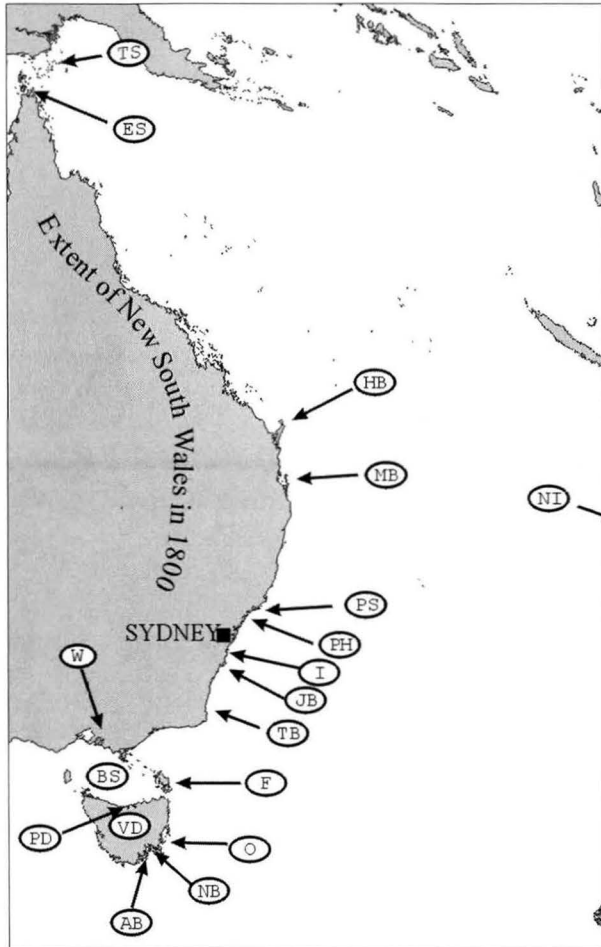 TS
ES
Extent of New South Wales in 1800
HB
MB
NI
PS
SYDNEY
PH
W
I
JB
TB
BS
F
PD
VD
O
NB
AB